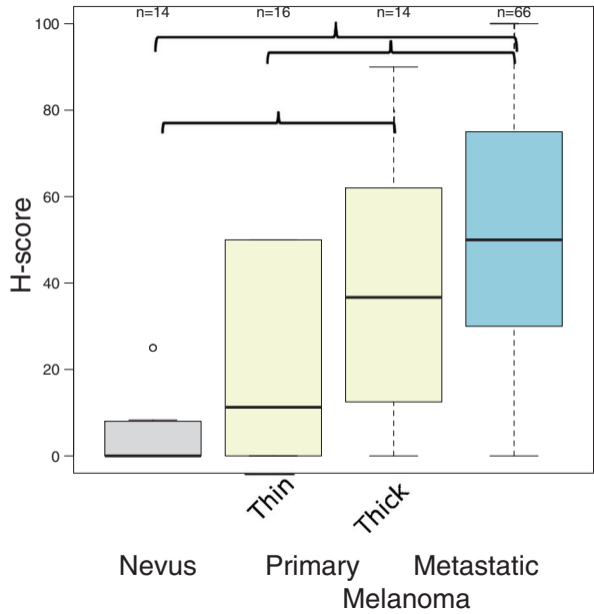 n=14 n=16 n=14 n=66
100
80
60
40
20
0
H-score
Thin Thick
Nevus Primary Metastatic
Melanoma